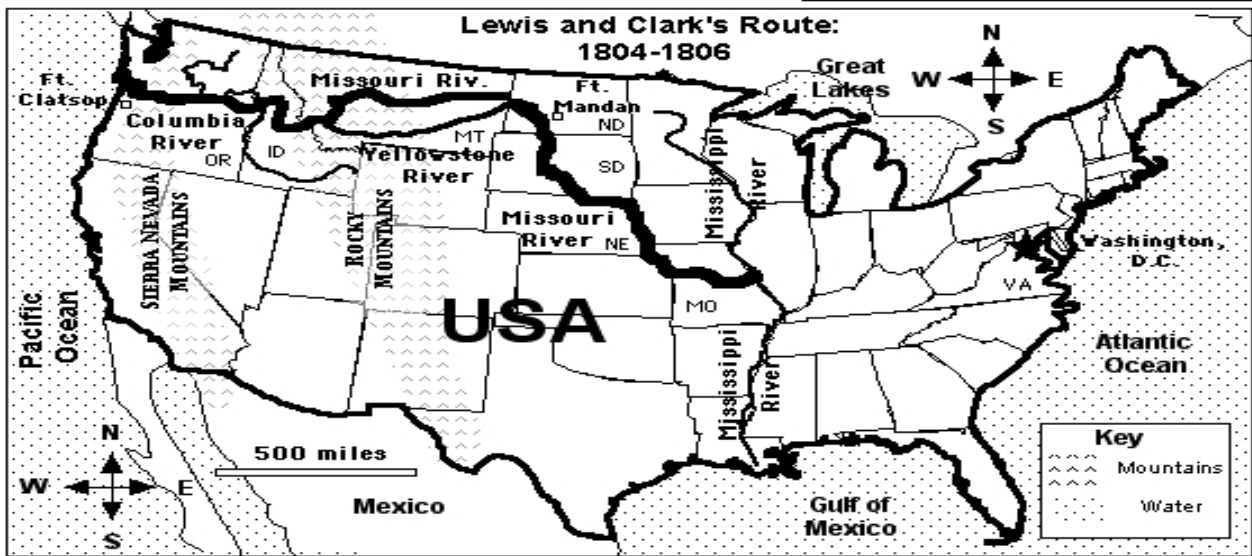 Lewis and Clark's Route:
1804-1806
N
W E
S
Ft.
Clatsop
Missouri Riv.
Ft.
Mandan
ND
Great
Lakes
Columbia
River
OR
ID
MT
Yellowstone
River
SD
Mississippi
River
SIERRA NEVADA
MOUNTAINS
ROCKY
MOUNTAINS
Missouri
River
NE
Washington,
D.C.
VA
MO
USA
Pacific
Ocean
Mississippi
River
Atlantic
Ocean
N
W E
S
500 miles
Mexico
Gulf of
Mexico
Key
Mountains
Water